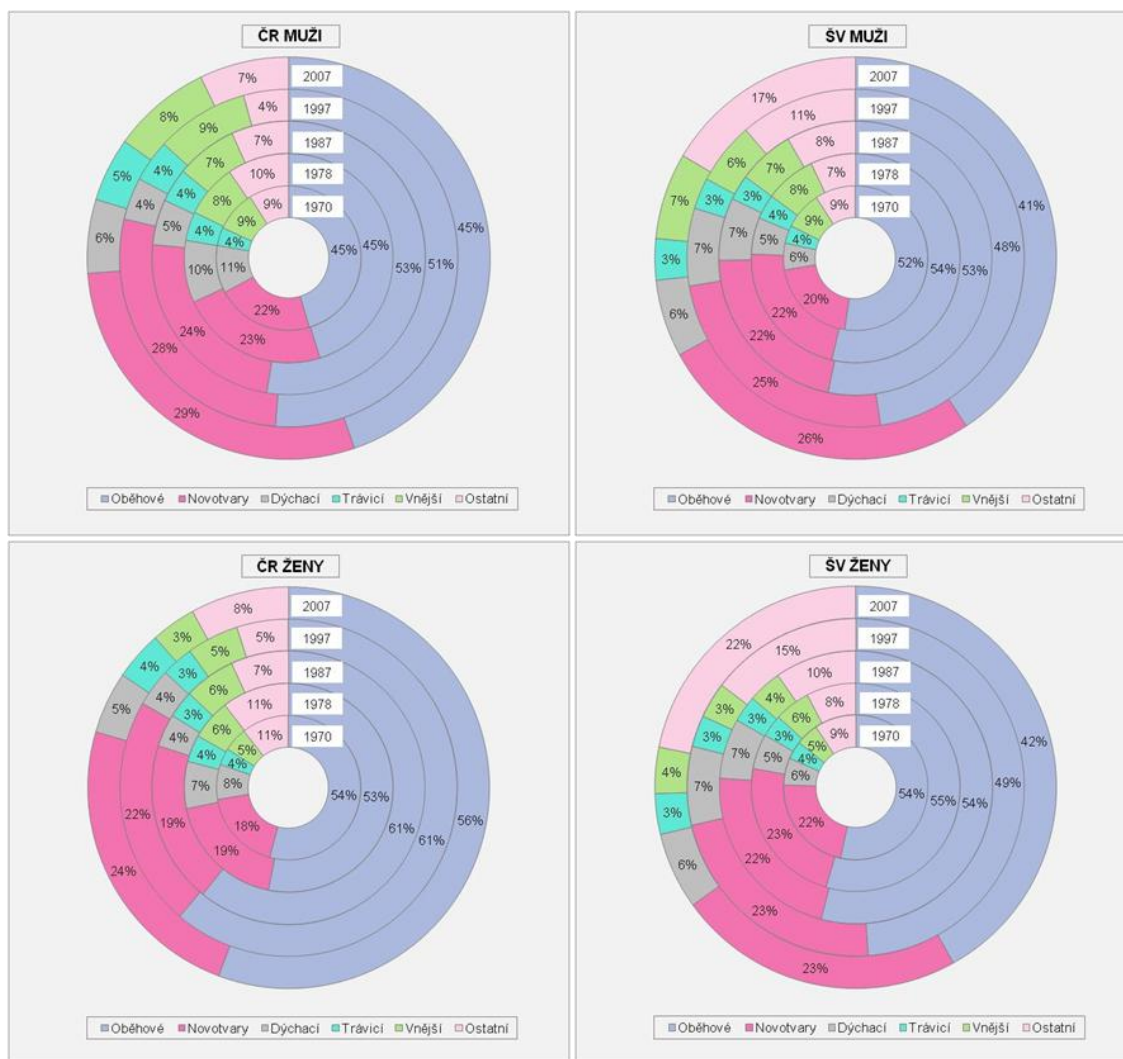 ČR MUŽI
7% 2007
4% 1997
8% 9% 7% 1987
7% 10% 1978
5% 4% 4% 8% 9% 9% 1970
6% 4% 5% 4% 4% 45% 45% 53% 51% 45%
10% 11%
22%
24% 23%
28%
29%
Oběhové Novotvary Dýchací Trávicí Vnější Ostatní
ŠV MUŽI
2007
17% 1997
11% 1987
6% 7% 8% 1978
7% 3% 3% 8% 7% 1970
7% 7% 4% 9% 9% 41%
3% 5% 4% 6% 52% 54% 53% 48%
6% 22% 20%
22%
25%
26%
Oběhové Novotvary Dýchací Trávicí Vnější Ostatní
ČR ŽENY
8% 2007
3% 5% 5% 1997
4% 3% 6% 7% 1987
5% 4% 3% 6% 11% 1978
4% 4% 5% 11% 1970
7% 8% 4% 54% 53% 61% 61% 56%
22% 19% 18%
19%
24%
Oběhové Novotvary Dýchací Trávicí Vnější Ostatní
ŠV ŽENY
2007
22% 15% 1997
10% 1987
3% 4% 8% 1978
3% 3% 6% 9% 1970
4% 7% 5% 3% 5% 42%
3% 7% 6% 4% 54% 55% 54% 49%
6% 23% 22%
22%
23%
23%
Oběhové Novotvary Dýchací Trávicí Vnější Ostatní